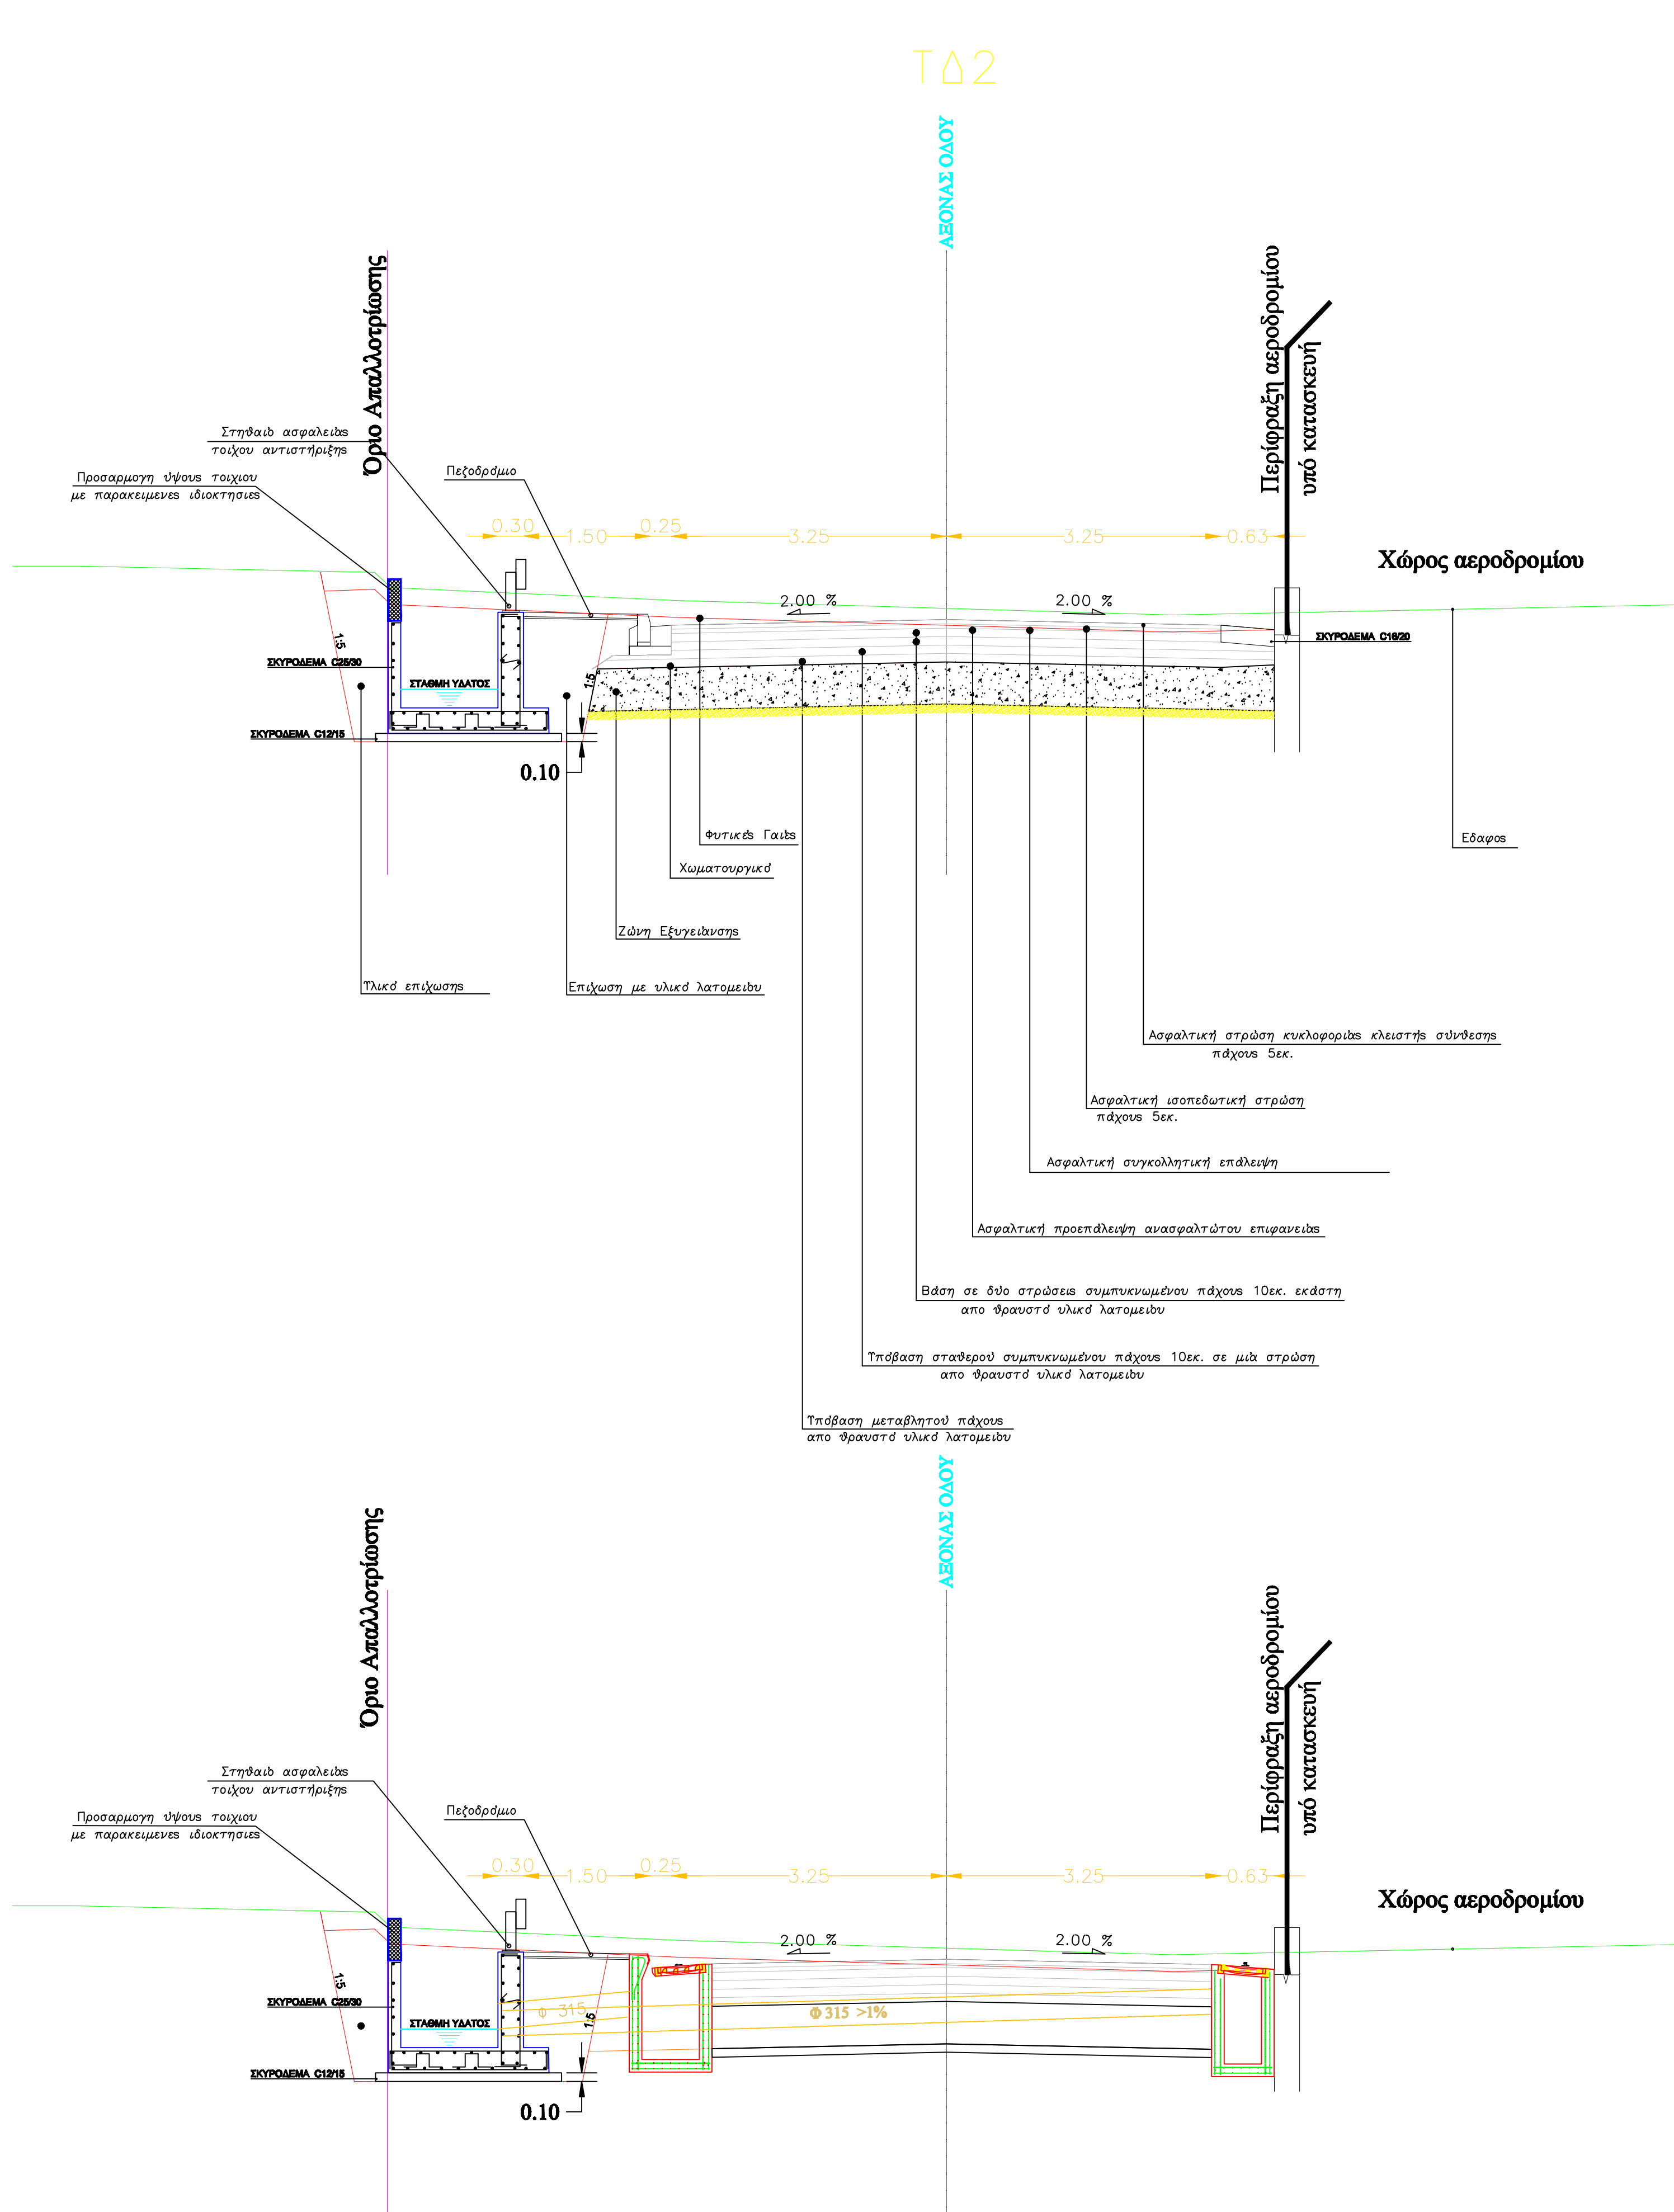 ΤΔ2
ΑΞΟΝΑΣ ΟΔΟΥ
Όριο Απαλλοτρίωσης
Περίφραξη αεροδρομίου
υπό κατασκευή
Στηθαίο ασφαλείας
τοίχου αντιστήριξης
Προσαρμογη ύψους τοιχιου
με παρακειμενες ιδιοκτησιες
Πεζοδρόμιο
0.30
1.50
0.25
3.25
3.25
0.63
Χώρος αεροδρομίου
2.00 %
2.00 %
1:5
ΣΚΥΡΟΔΕΜΑ C25/30
ΣΚΥΡΟΔΕΜΑ C16/20
ΣΤΑΘΜΗ ΥΔΑΤΟΣ
1:5
ΣΚΥΡΟΔΕΜΑ C12/15
0.10
Φυτικές Γαίες
Εδαφος
Χωματουργικό
Ζώνη Εξυγείανσης
Υλικό επίχωσης
Επίχωση με υλικό λατομείου
Ασφαλτική στρώση κυκλοφορίας κλειστής σύνθεσης
πάχους 5εκ.
Ασφαλτική ισοπεδωτική στρώση
πάχους 5εκ.
Ασφαλτική συγκολλητική επάλειψη
Ασφαλτική προεπάλειψη ανασφαλτώτου επιφανείας
Βάση σε δύο στρώσεις συμπυκνωμένου πάχους 10εκ. εκάστη
απο θραυστό υλικό λατομείου
Υπόβαση σταθερού συμπυκνωμένου πάχους 10εκ. σε μία στρώση
απο θραυστό υλικό λατομείου
Υπόβαση μεταβλητού πάχους
απο θραυστό υλικό λατομείου
ΑΞΟΝΑΣ ΟΔΟΥ
Όριο Απαλλοτρίωσης
Περίφραξη αεροδρομίου
υπό κατασκευή
Στηθαίο ασφαλείας
τοίχου αντιστήριξης
Προσαρμογη ύψους τοιχιου
με παρακειμενες ιδιοκτησιες
Πεζοδρόμιο
0.30
1.50
0.25
3.25
3.25
0.63
Χώρος αεροδρομίου
2.00 %
2.00 %
1:5
ΣΚΥΡΟΔΕΜΑ C25/30
Φ 315
1:5
Φ 315 >1%
ΣΤΑΘΜΗ ΥΔΑΤΟΣ
ΣΚΥΡΟΔΕΜΑ C12/15
0.10